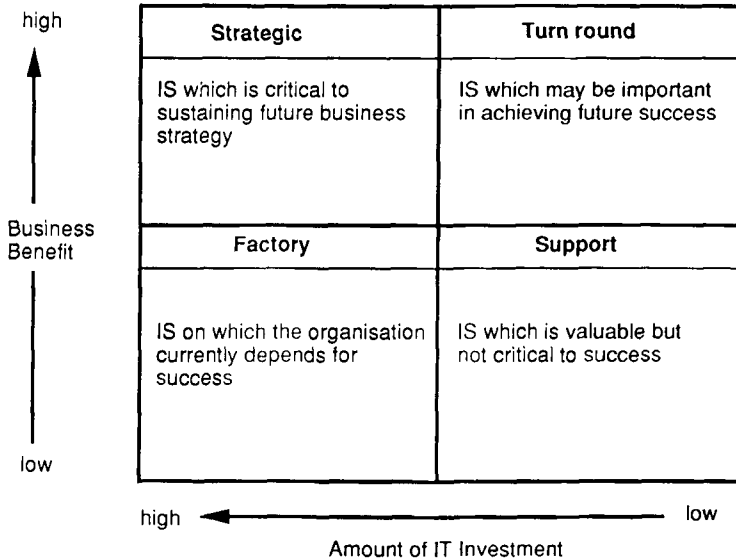 high
Strategic
Turn round
IS which is critical to
sustaining future business
strategy
IS which may be important
in achieving future success
Business
Benefit
Factory
Support
IS on which the organisation
currently depends for
success
IS which is valuable but
not critical to success
low
high
low
Amount of IT Investment